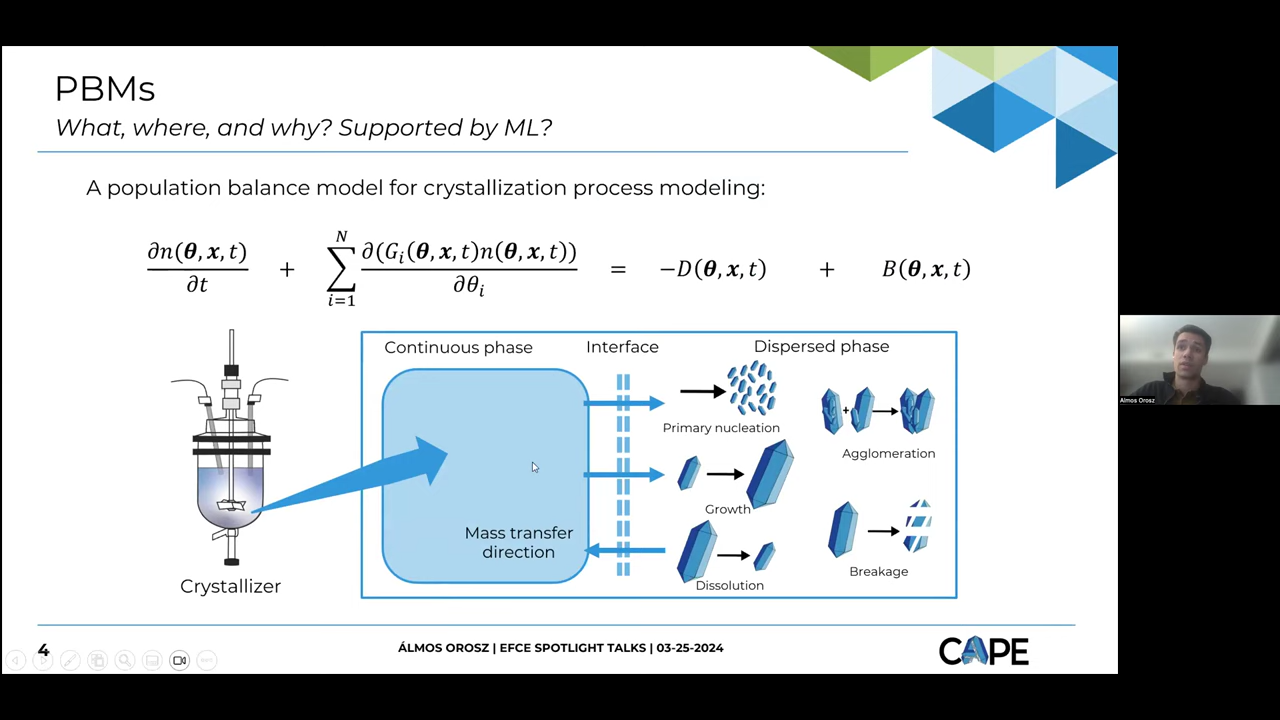 PBMs
What, where, and why? Supported by ML?
A population balance model for crystallization process modeling:
∂n(θ, x, t)/∂t + ∑_{i=1}^{N} ∂(G_i(θ, x, t)n(θ, x, t))/∂θ_i = −D(θ, x, t) + B(θ, x, t)
Continuous phase
Interface
Dispersed phase
Primary nucleation
Agglomeration
Growth
Mass transfer
direction
Dissolution
Breakage
Crystallizer
4
ÁLMOS OROSZ | EFCE SPOTLIGHT TALKS | 03-25-2024
CAPE
Álmos Orosz